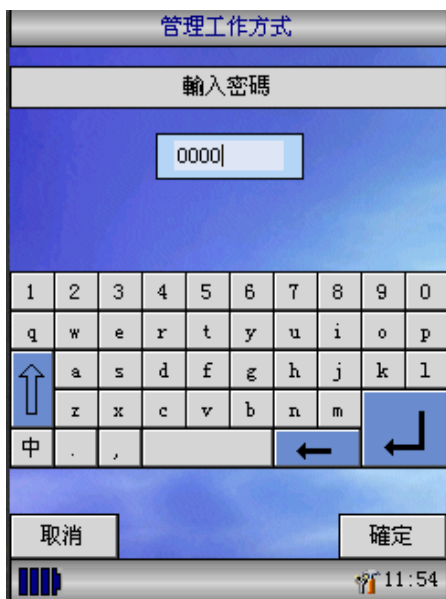 管理工作方式
輸入密碼
0000
1 2 3 4 5 6 7 8 9 0
q w e r t y u i o p
a s d f g h j k l
z x c v b n m
中 . ,
取消 確定
11:54